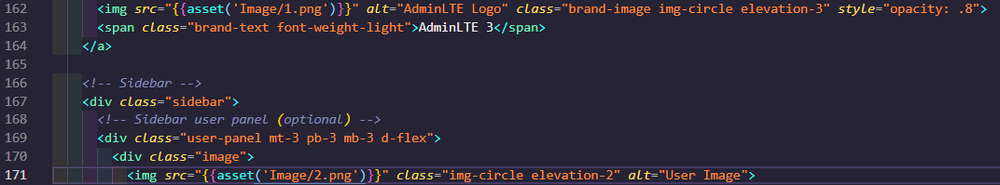 162 <img src="{{asset('Image/1.png')}}" alt="AdminLTE Logo" class="brand-image img-circle elevation-3" style="opacity: .8">
163 <span class="brand-text font-weight-light">AdminLTE 3</span>
164 </a>
165
166 <!-- Sidebar -->
167 <div class="sidebar">
168 <!-- Sidebar user panel (optional) -->
169 <div class="user-panel mt-3 pb-3 mb-3 d-flex">
170 <div class="image">
171 <img src="{{asset('Image/2.png')}}" class="img-circle elevation-2" alt="User Image">